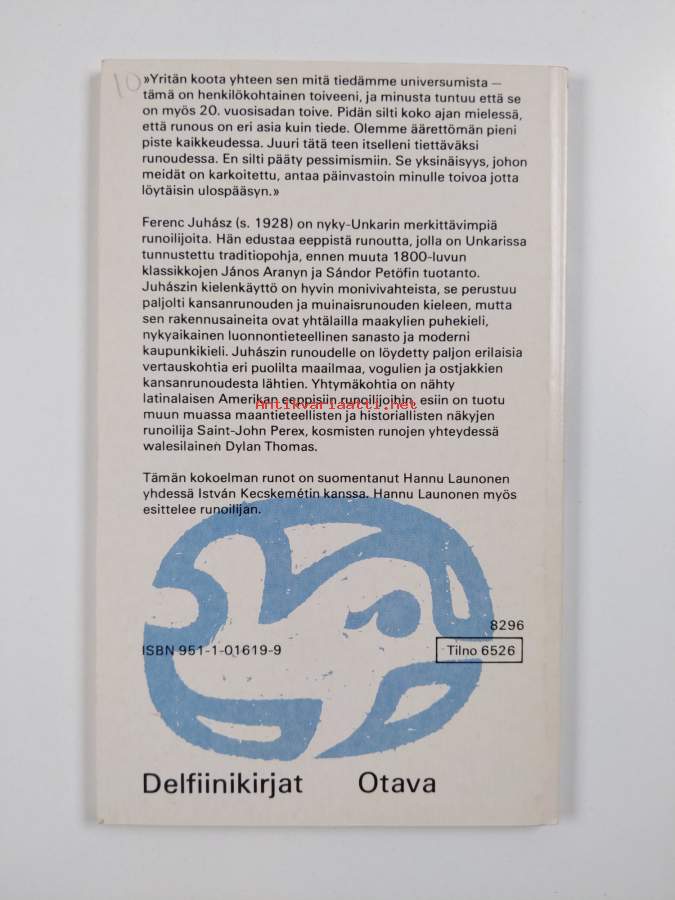 10
»Yritän koota yhteen sen mitä tiedämme universumista –
tämä on henkilökohtainen toiveeni, ja minusta tuntuu että se
on myös 20. vuosisadan toive. Pidän silti koko ajan mielessä,
että runous on eri asia kuin tiede. Olemme äärettömän pieni
piste kaikkeudessa. Juuri tätä teen itselleni tiettäväksi
runoudessa. En silti pääty pessimismiin. Se yksinäisyys, johon
meidät on karkoitettu, antaa päinvastoin minulle toivoa jotta
löytäisin ulospääsyn.»
Ferenc Juhász (s. 1928) on nyky-Unkarin merkittävimpiä
runoilijoita. Hän edustaa eeppistä runoutta, jolla on Unkarissa
tunnustettu traditiopohja, ennen muuta 1800-luvun
klassikkojen János Aranyn ja Sándor Petöfin tuotanto.
Juhászin kielenkäyttö on hyvin monivivahteista, se perustuu
paljolti kansanrunouden ja muinaisrunouden kieleen, mutta
sen rakennusaineita ovat yhtälailla maakylien puhekieli,
nykyaikainen luonnontieteellinen sanasto ja moderni
kaupunkikieli. Juhászin runoudelle on löydetty paljon erilaisia
vertauskohtia eri puolilta maailmaa, vogulien ja ostjakkien
kansanrunoudesta lähtien. Yhtymäkohtia on nähty
latinalaisen Amerikan eeppisiin runoilijoihin, esiin on tuotu
Antikvariaatti.net
muun muassa maantieteellisten ja historiallisten näkyjen
runoilija Saint-John Perex, kosmisten runojen yhteydessä
walesilainen Dylan Thomas.
Tämän kokoelman runot on suomentanut Hannu Launonen
yhdessä István Kecskemétin kanssa. Hannu Launonen myös
esittelee runoilijan.
8296
ISBN 951-1-01619-9
Tilno 6526
Delfiinikirjat Otava